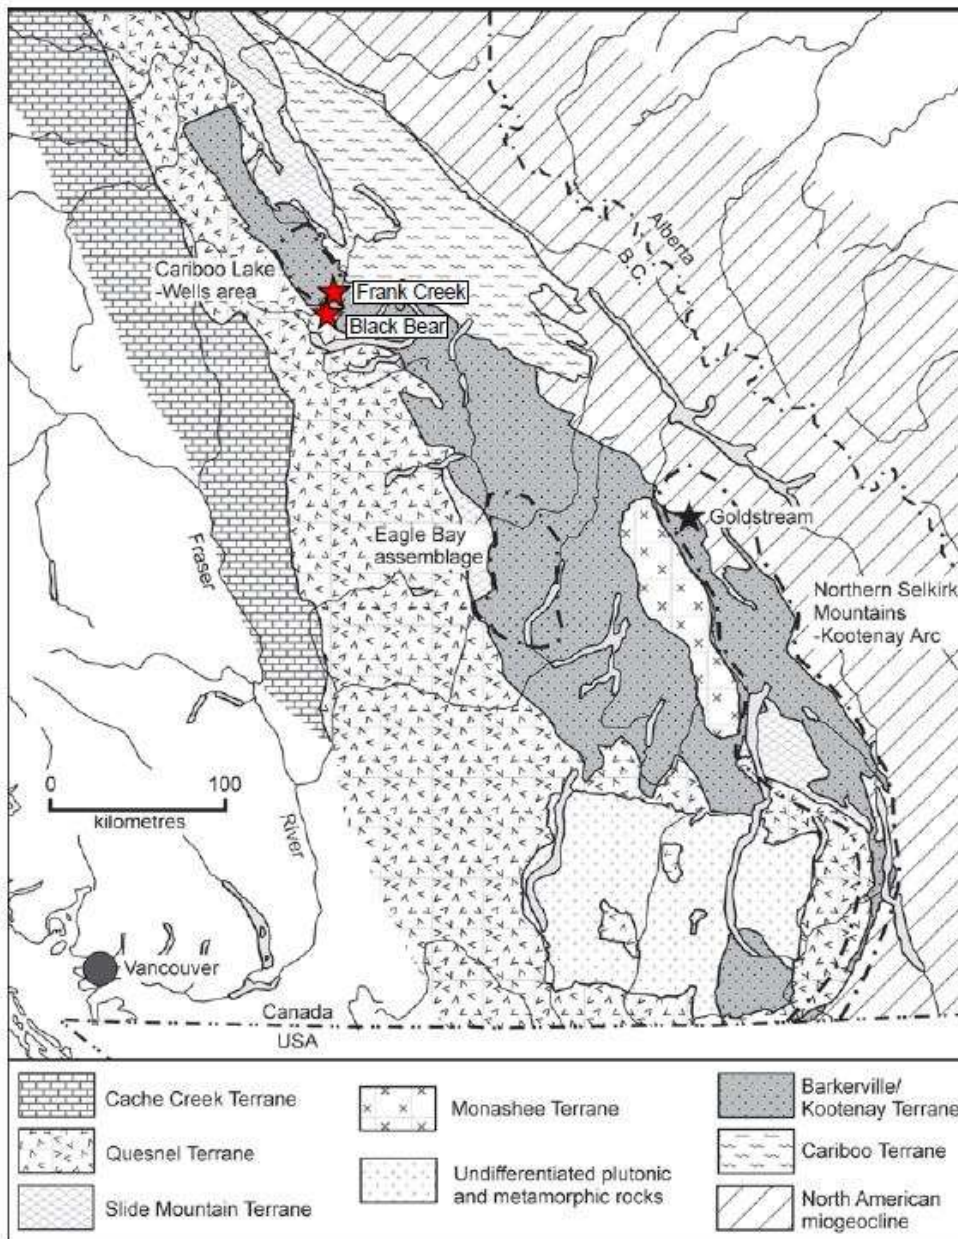 Alberta
B.C.
Cariboo Lake
-Wells area
Frank Creek
Black Bear
Goldstream
Eagle Bay
assemblage
Fraser
Northern Selkirk
Mountains
-Kootenay Arc
0
100
kilometres
River
Vancouver
Canada
USA
Cache Creek Terrane
Quesnel Terrane
Slide Mountain Terrane
Monashee Terrane
Undifferentiated plutonic
and metamorphic rocks
Barkerville/
Kootenay Terrane
Cariboo Terrane
North American
miogeocline